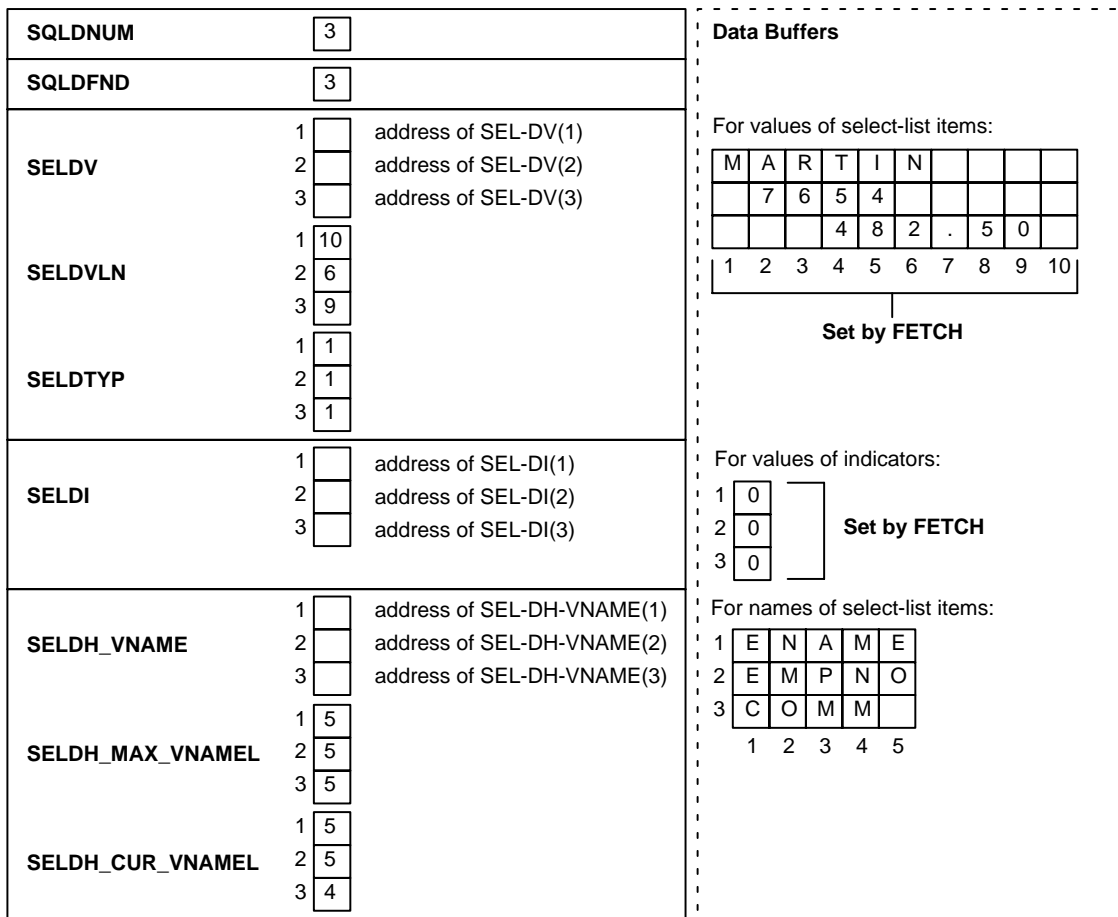 SQLDNUM 3
SQLDFND 3
SELDV
1 address of SEL-DV(1)
2 address of SEL-DV(2)
3 address of SEL-DV(3)
SELDVLN
1 10
2 6
3 9
SELDTYP
1 1
2 1
3 1
SELDI
1 address of SEL-DI(1)
2 address of SEL-DI(2)
3 address of SEL-DI(3)
SELDH_VNAME
1 address of SEL-DH-VNAME(1)
2 address of SEL-DH-VNAME(2)
3 address of SEL-DH-VNAME(3)
SELDH_MAX_VNAMEL
1 5
2 5
3 5
SELDH_CUR_VNAMEL
1 5
2 5
3 4
Data Buffers
For values of select-list items:
M A R T I N
7 6 5 4
4 8 2 . 5 0
1 2 3 4 5 6 7 8 9 10
Set by FETCH
For values of indicators:
1 0
2 0
3 0
Set by FETCH
For names of select-list items:
1 E N A M E
2 E M P N O
3 C O M M
1 2 3 4 5